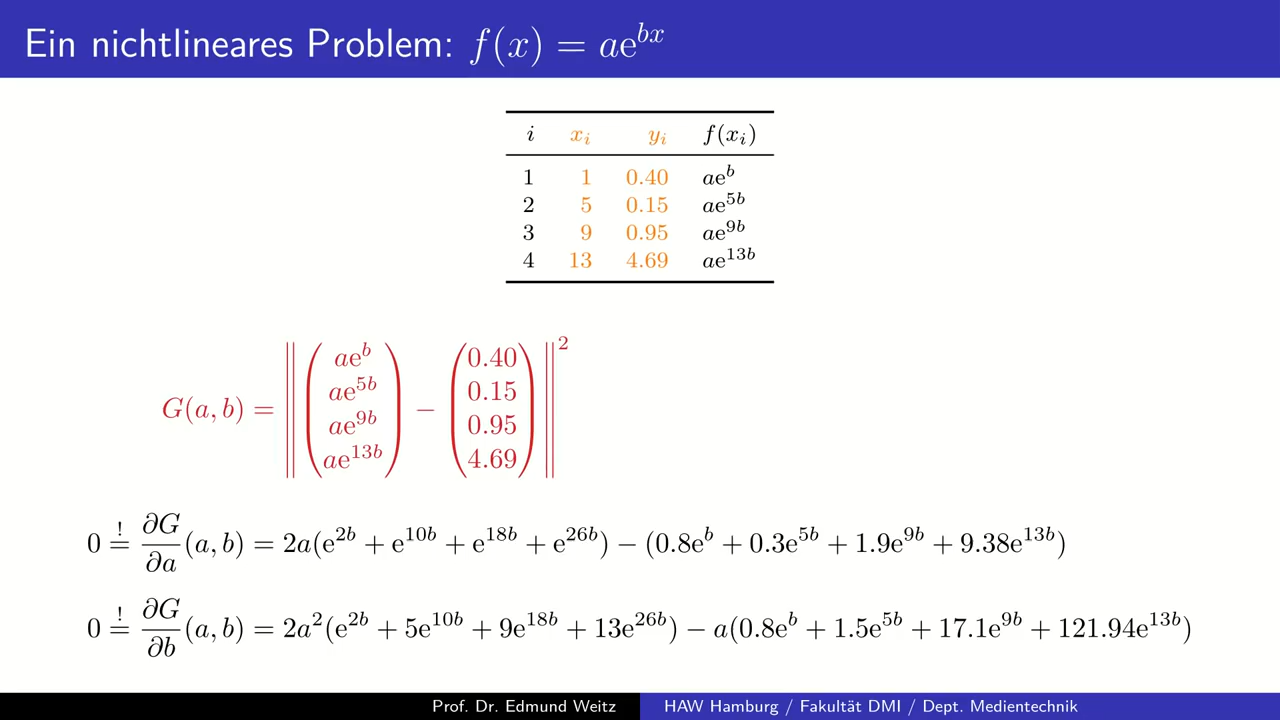 Ein nichtlineares Problem: f(x) = ae^{bx}
i x_i y_i f(x_i)
1 1 0.40 ae^b
2 5 0.15 ae^{5b}
3 9 0.95 ae^{9b}
4 13 4.69 ae^{13b}
G(a, b) = ‖(ae^b, ae^{5b}, ae^{9b}, ae^{13b}) − (0.40, 0.15, 0.95, 4.69)‖^2
0 =^! ∂G/∂a (a, b) = 2a(e^{2b} + e^{10b} + e^{18b} + e^{26b}) − (0.8e^b + 0.3e^{5b} + 1.9e^{9b} + 9.38e^{13b})
0 =^! ∂G/∂b (a, b) = 2a^2(e^{2b} + 5e^{10b} + 9e^{18b} + 13e^{26b}) − a(0.8e^b + 1.5e^{5b} + 17.1e^{9b} + 121.94e^{13b})
Prof. Dr. Edmund Weitz HAW Hamburg / Fakultät DMI / Dept. Medientechnik